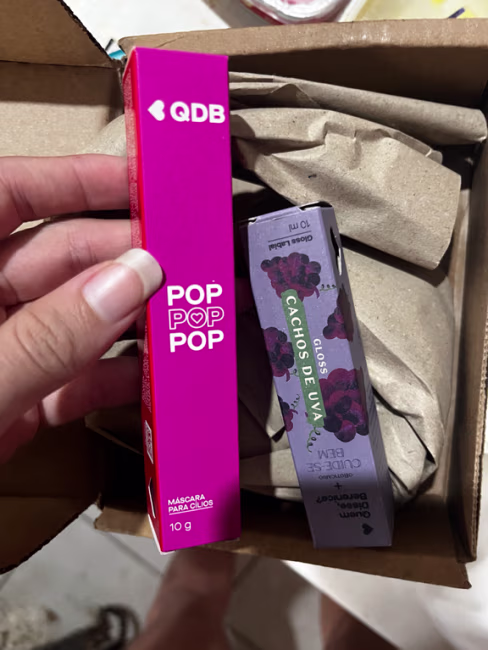 QDB
POP
POP
POP
MÁSCARA
PARA CÍLIOS
10 g
Gloss Labial
10 ml
GLOSS
CACHOS DE UVA
CUIDE-SE
BEM
oBoticário
+
Quem
Disse,
Berenice?